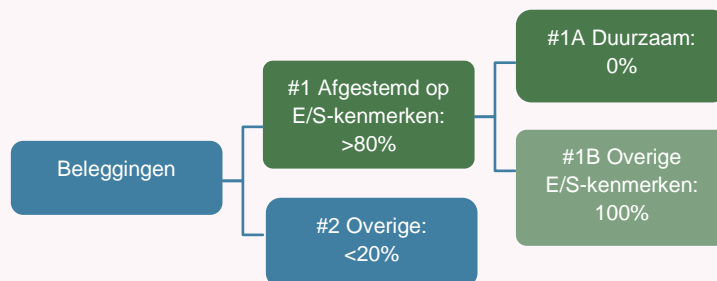 Beleggingen
#1 Afgestemd op
E/S-kenmerken:
>80%
#2 Overige:
<20%
#1A Duurzaam:
0%
#1B Overige
E/S-kenmerken:
100%